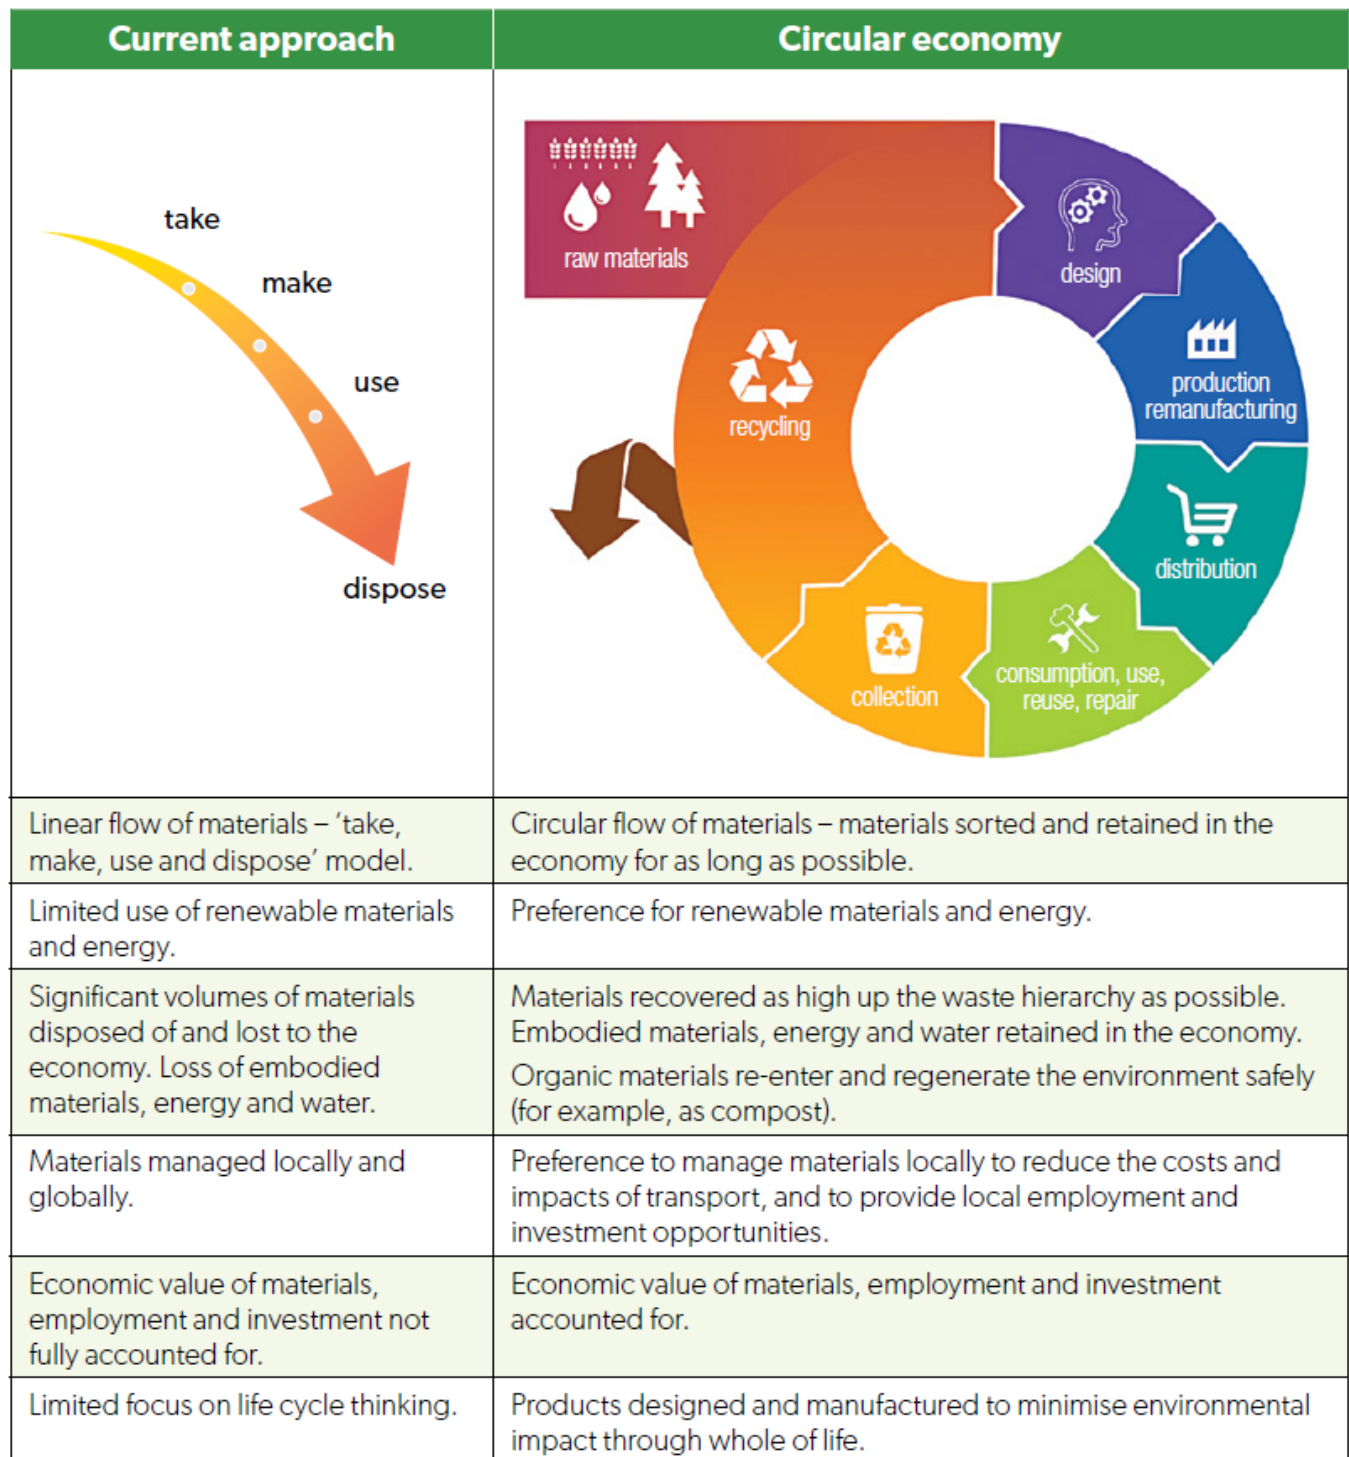 Current approach
Circular economy
take
make
use
dispose
raw materials
design
production
remanufacturing
distribution
consumption, use,
reuse, repair
collection
recycling
Linear flow of materials – ‘take,
make, use and dispose’ model.
Circular flow of materials – materials sorted and retained in the
economy for as long as possible.
Limited use of renewable materials
and energy.
Preference for renewable materials and energy.
Significant volumes of materials
disposed of and lost to the
economy. Loss of embodied
materials, energy and water.
Materials recovered as high up the waste hierarchy as possible.
Embodied materials, energy and water retained in the economy.
Organic materials re-enter and regenerate the environment safely
(for example, as compost).
Materials managed locally and
globally.
Preference to manage materials locally to reduce the costs and
impacts of transport, and to provide local employment and
investment opportunities.
Economic value of materials,
employment and investment not
fully accounted for.
Economic value of materials, employment and investment
accounted for.
Limited focus on life cycle thinking.
Products designed and manufactured to minimise environmental
impact through whole of life.